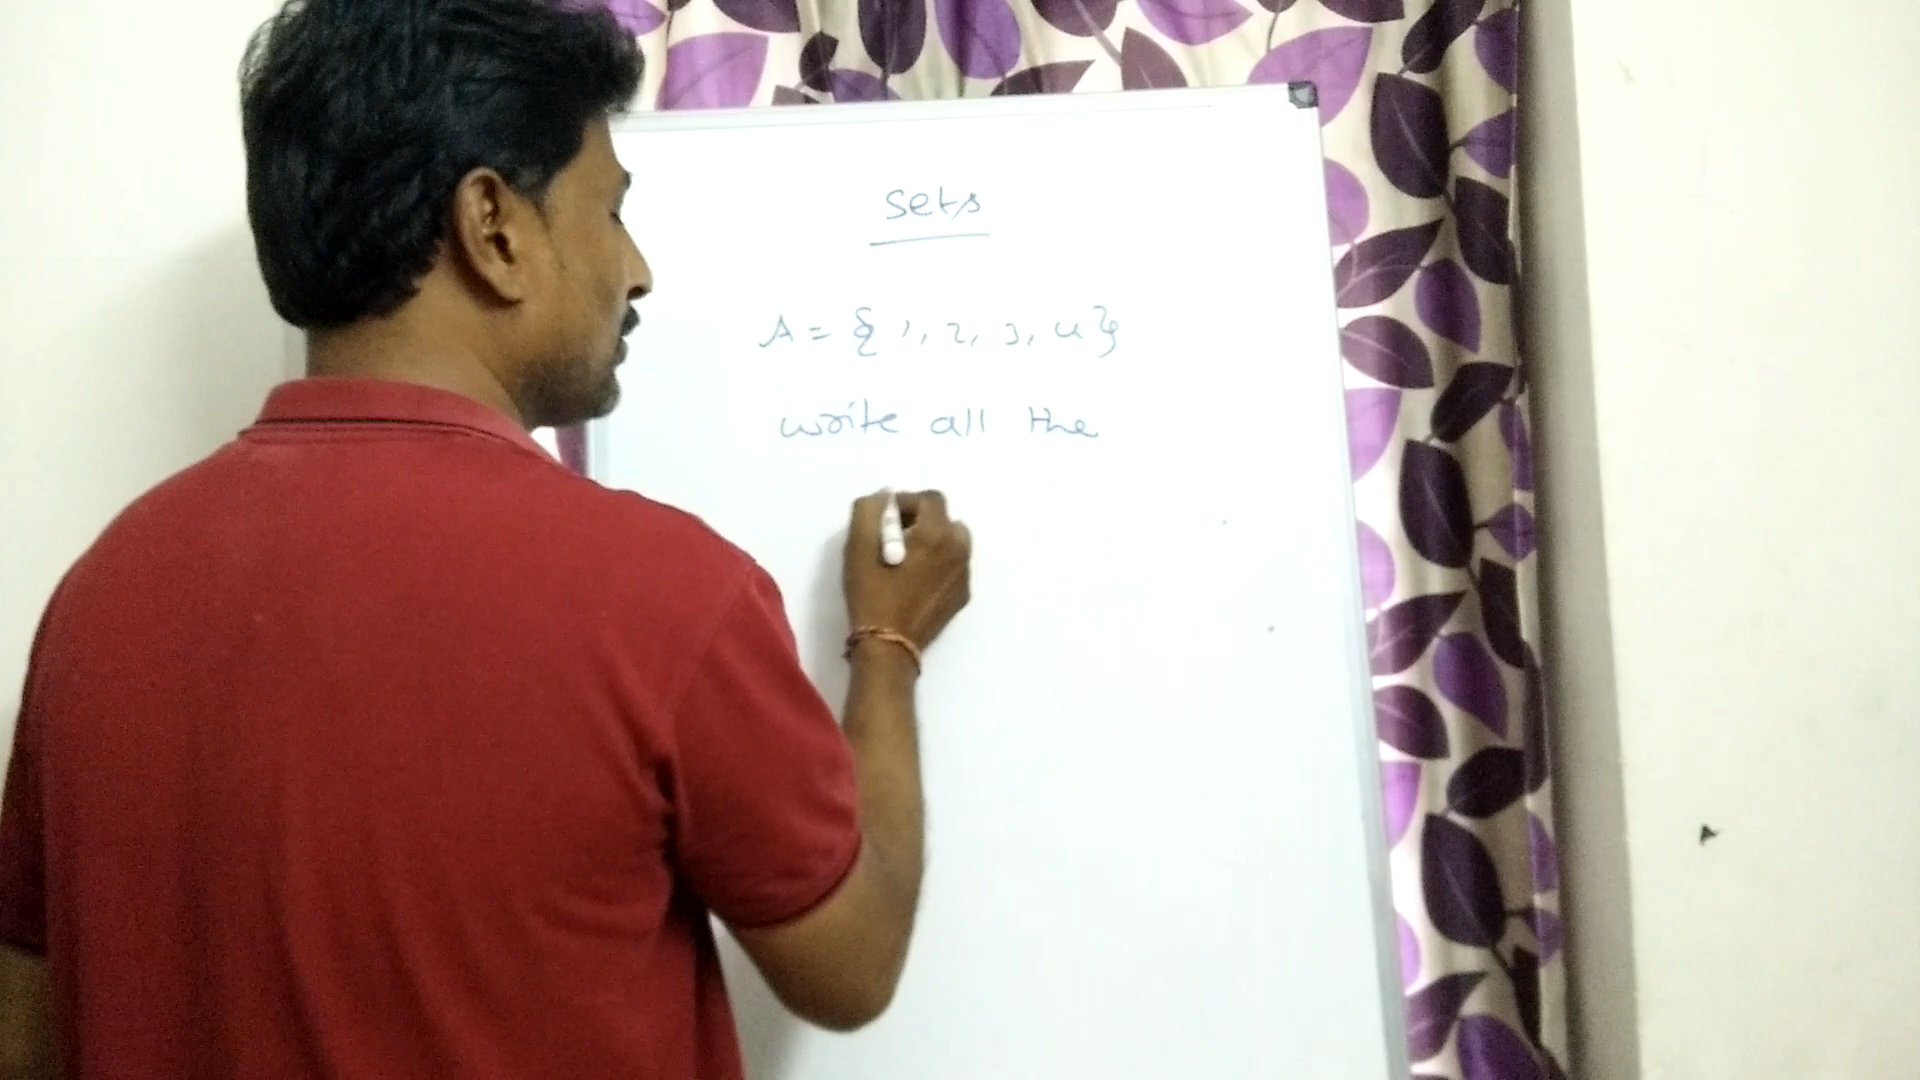 Sets
A = { 1, 2, 3, 4 }
write all the